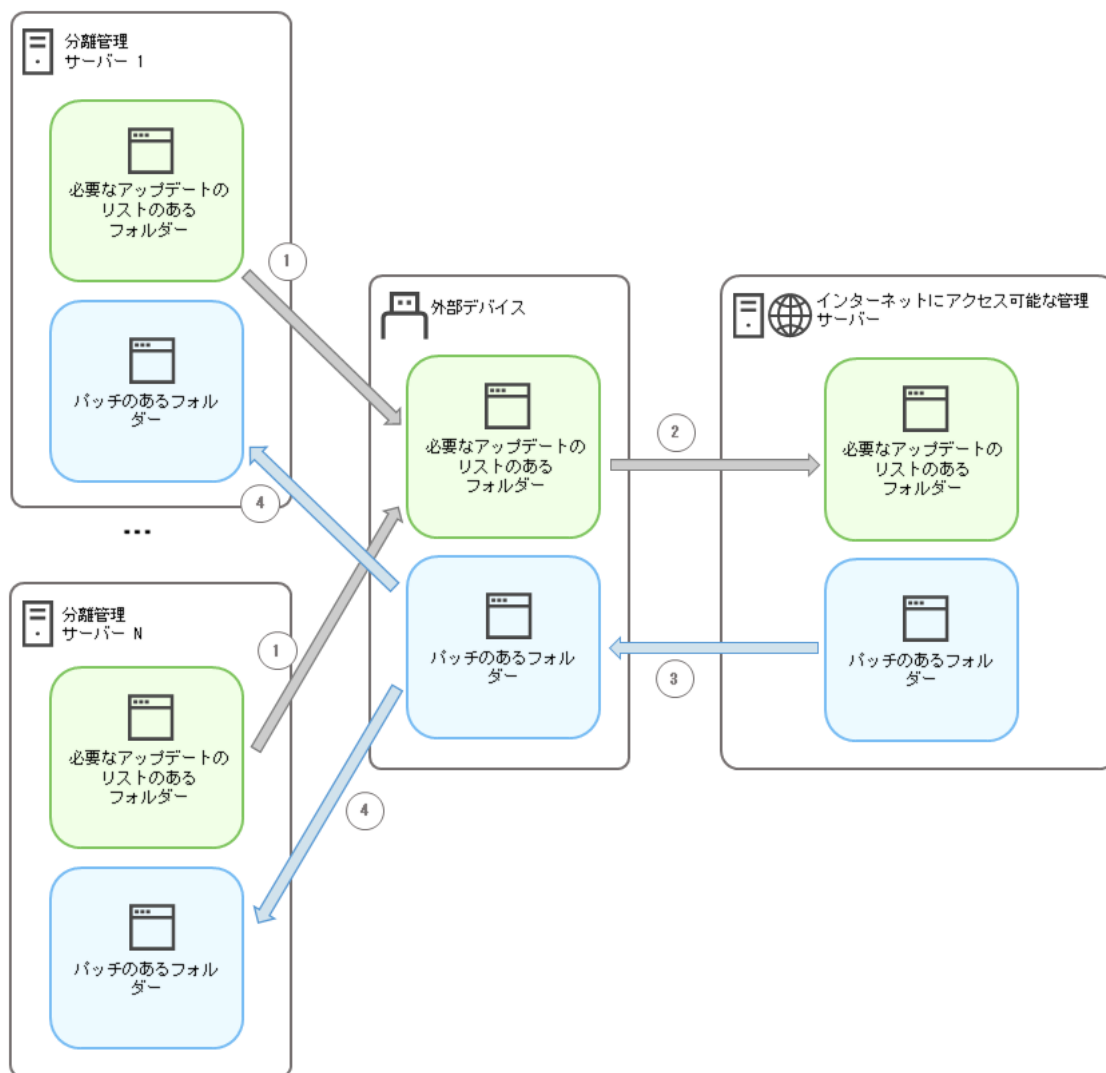 分離管理
サーバー 1
必要なアップデートの
リストのある
フォルダー
パッチのあるフォル
ダー
1
4
...
分離管理
サーバー N
必要なアップデートの
リストのある
フォルダー
パッチのあるフォル
ダー
1
4
外部デバイス
必要なアップデートの
リストのある
フォルダー
パッチのあるフォル
ダー
2
3
インターネットにアクセス可能な管理
サーバー
必要なアップデートの
リストのある
フォルダー
パッチのあるフォル
ダー